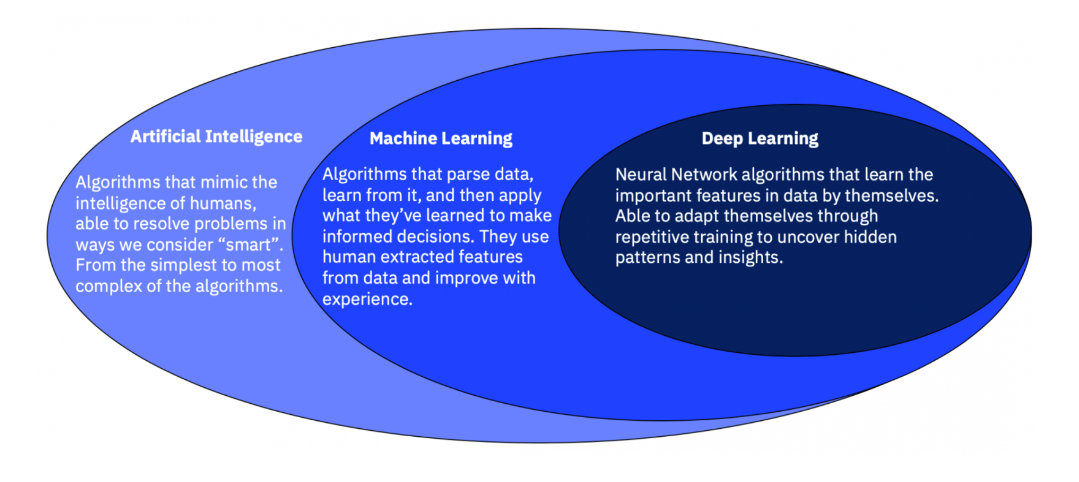 Artificial Intelligence
Algorithms that mimic the
intelligence of humans,
able to resolve problems in
ways we consider “smart”.
From the simplest to most
complex of the algorithms.
Machine Learning
Algorithms that parse data,
learn from it, and then apply
what they’ve learned to make
informed decisions. They use
human extracted features
from data and improve with
experience.
Deep Learning
Neural Network algorithms that learn the
important features in data by themselves.
Able to adapt themselves through
repetitive training to uncover hidden
patterns and insights.